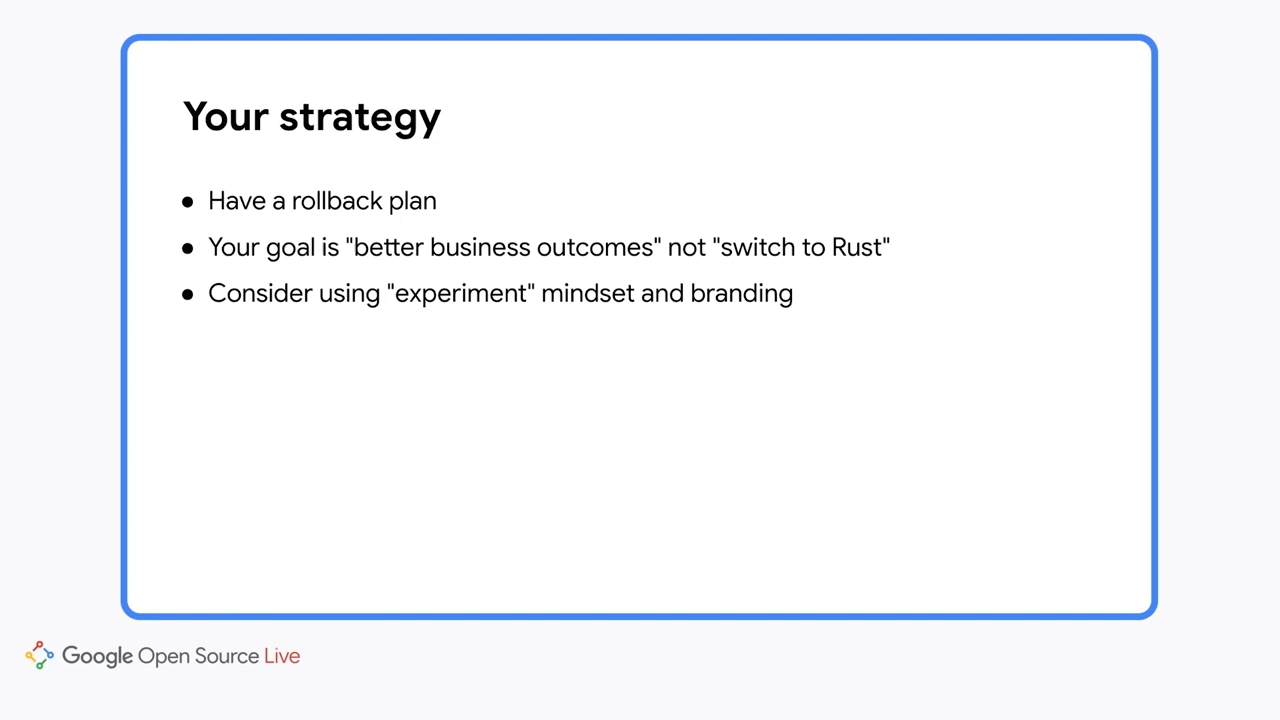 Your strategy
● Have a rollback plan
● Your goal is "better business outcomes" not "switch to Rust"
● Consider using "experiment" mindset and branding
Google Open Source Live